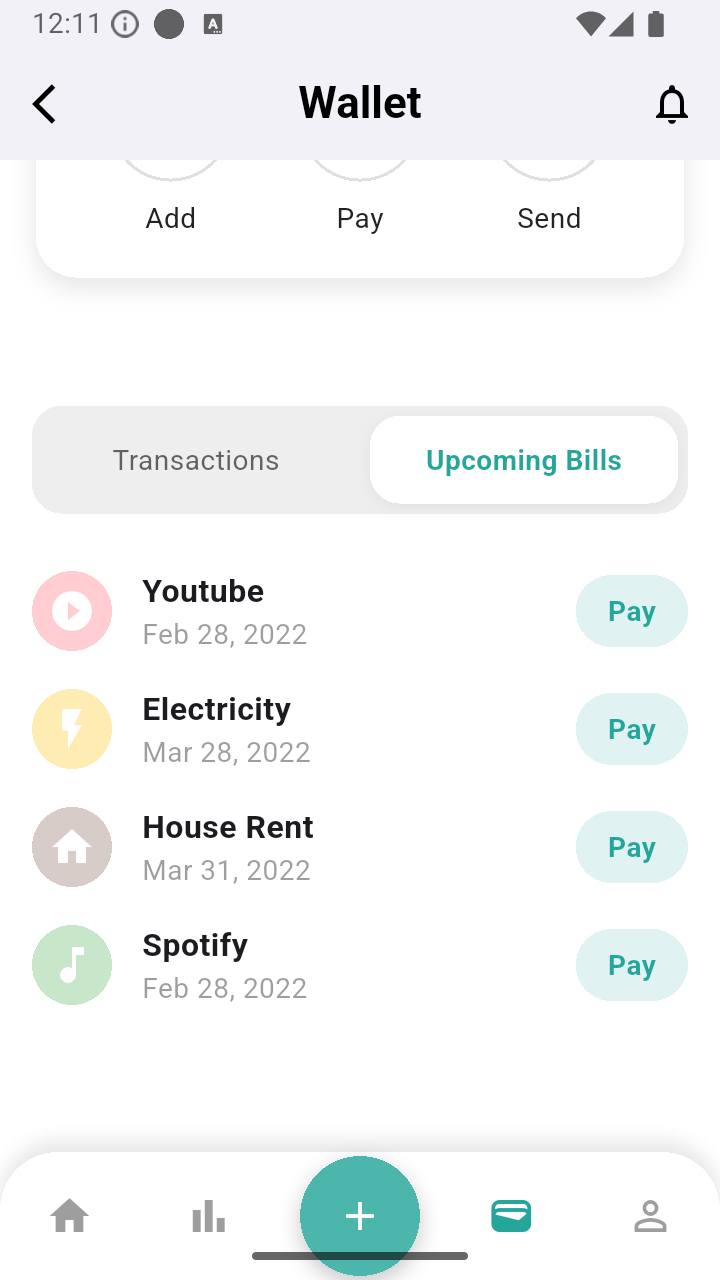 12:11
Wallet
Add Pay Send
Transactions Upcoming Bills
Youtube
Feb 28, 2022
Pay
Electricity
Mar 28, 2022
Pay
House Rent
Mar 31, 2022
Pay
Spotify
Feb 28, 2022
Pay